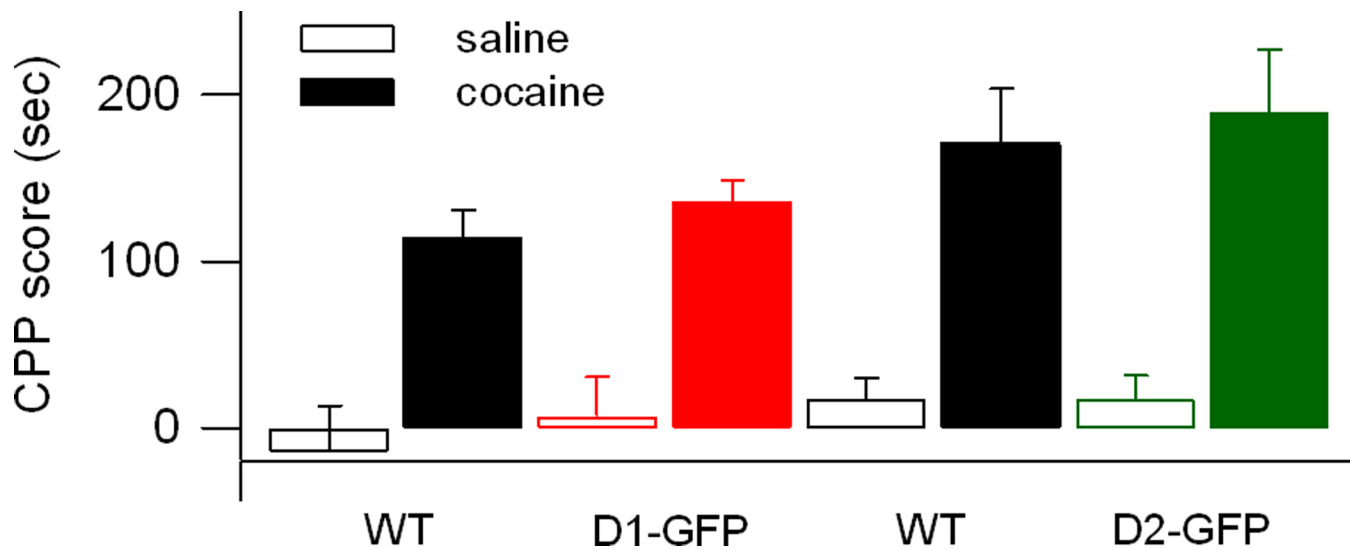 saline
cocaine
CPP score (sec)
200
100
0
WT D1-GFP WT D2-GFP